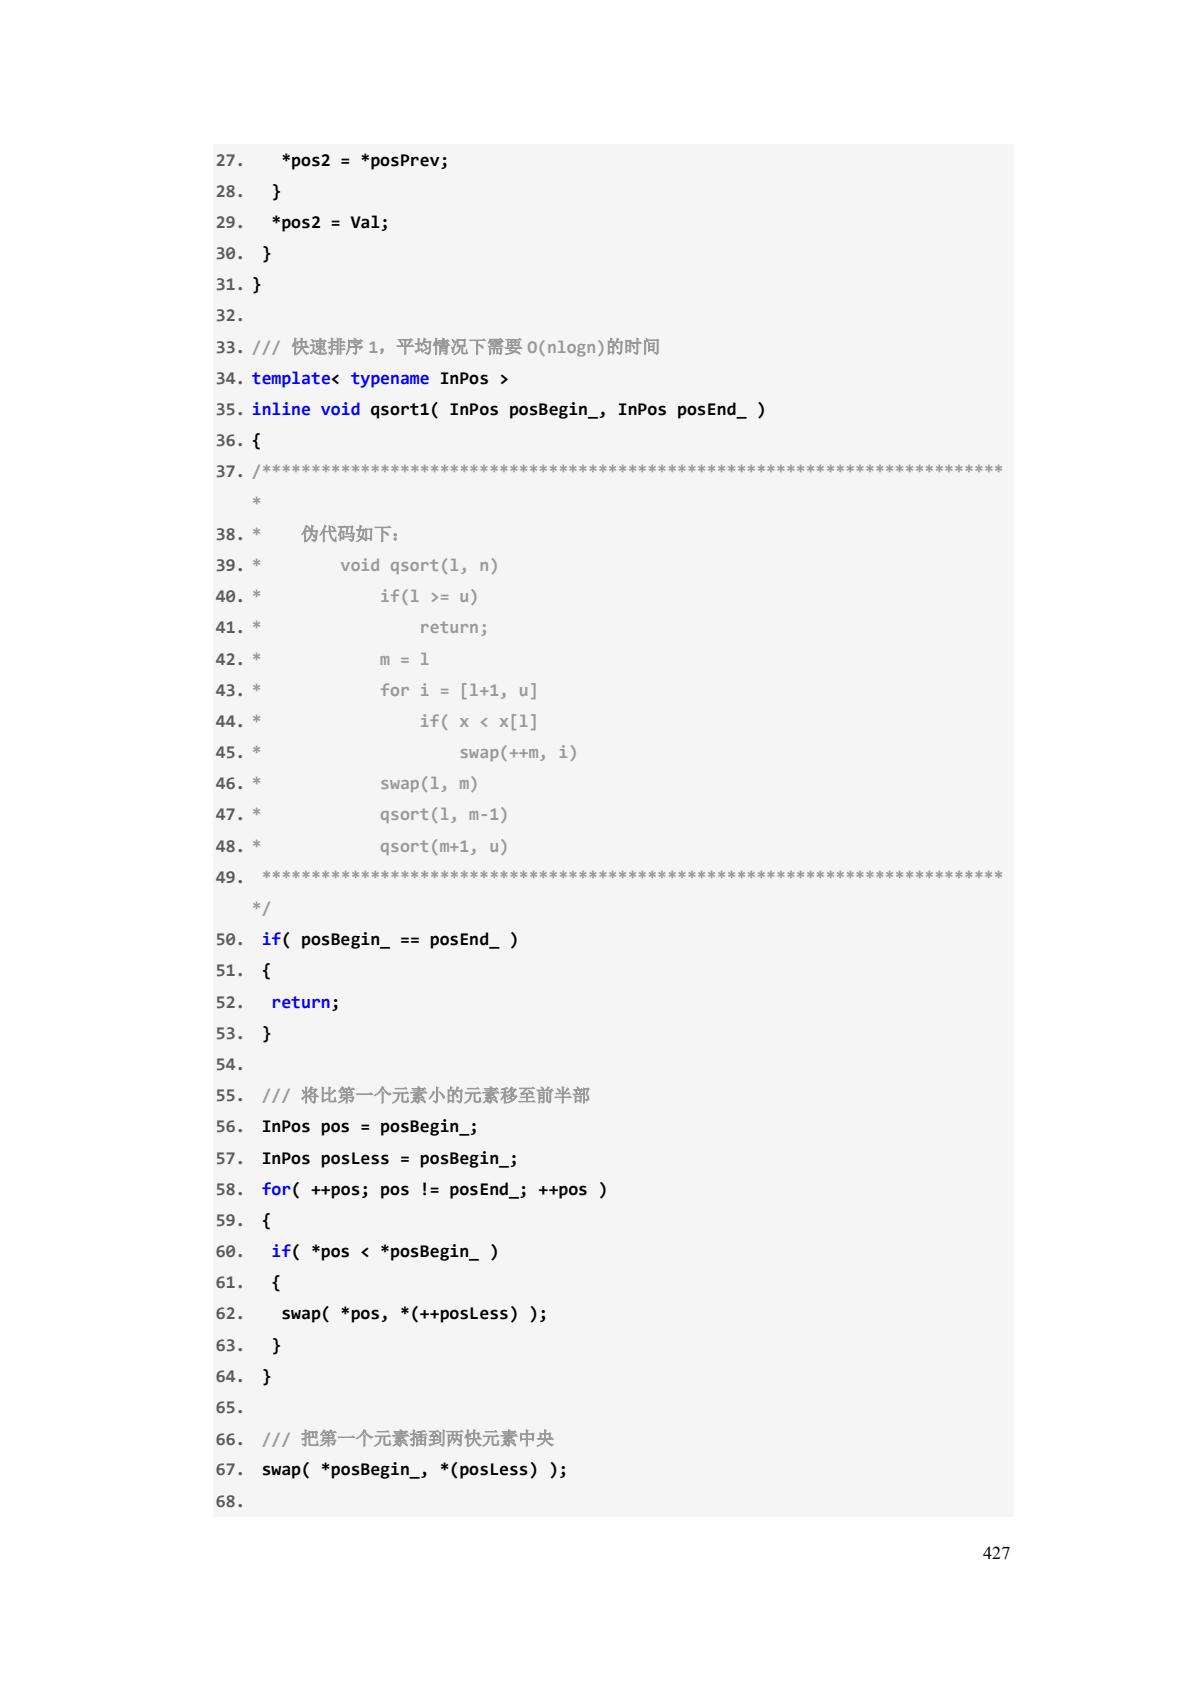 27.    *pos2 = *posPrev;
28.   }
29.   *pos2 = Val;
30.  }
31. }
32.
33. /// 快速排序 1，平均情况下需要 O(nlogn)的时间
34. template< typename InPos >
35. inline void qsort1( InPos posBegin_, InPos posEnd_ )
36. {
37. /***************************************************************************
*
38. *    伪代码如下：
39. *        void qsort(l, n)
40. *            if(l >= u)
41. *                return;
42. *            m = l
43. *            for i = [l+1, u]
44. *                if( x < x[l]
45. *                    swap(++m, i)
46. *            swap(l, m)
47. *            qsort(l, m-1)
48. *            qsort(m+1, u)
49.  ***************************************************************************
*/
50.  if( posBegin_ == posEnd_ )
51.  {
52.   return;
53.  }
54.
55.  /// 将比第一个元素小的元素移至前半部
56.  InPos pos = posBegin_;
57.  InPos posLess = posBegin_;
58.  for( ++pos; pos != posEnd_; ++pos )
59.  {
60.   if( *pos < *posBegin_ )
61.   {
62.    swap( *pos, *(++posLess) );
63.   }
64.  }
65.
66.  /// 把第一个元素插到两快元素中央
67.  swap( *posBegin_, *(posLess) );
68.
427